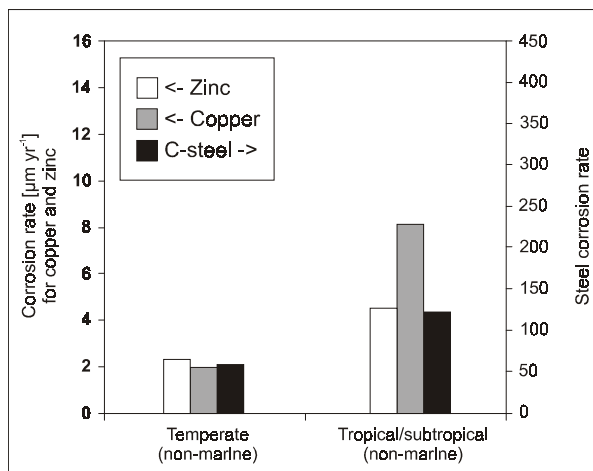 16
14
12
10
8
6
4
2
0
Corrosion rate [µm yr⁻¹]
for copper and zinc
<- Zinc
<- Copper
C-steel ->
450
400
350
300
250
200
150
100
50
0
Steel corrosion rate
Temperate
(non-marine)
Tropical/subtropical
(non-marine)